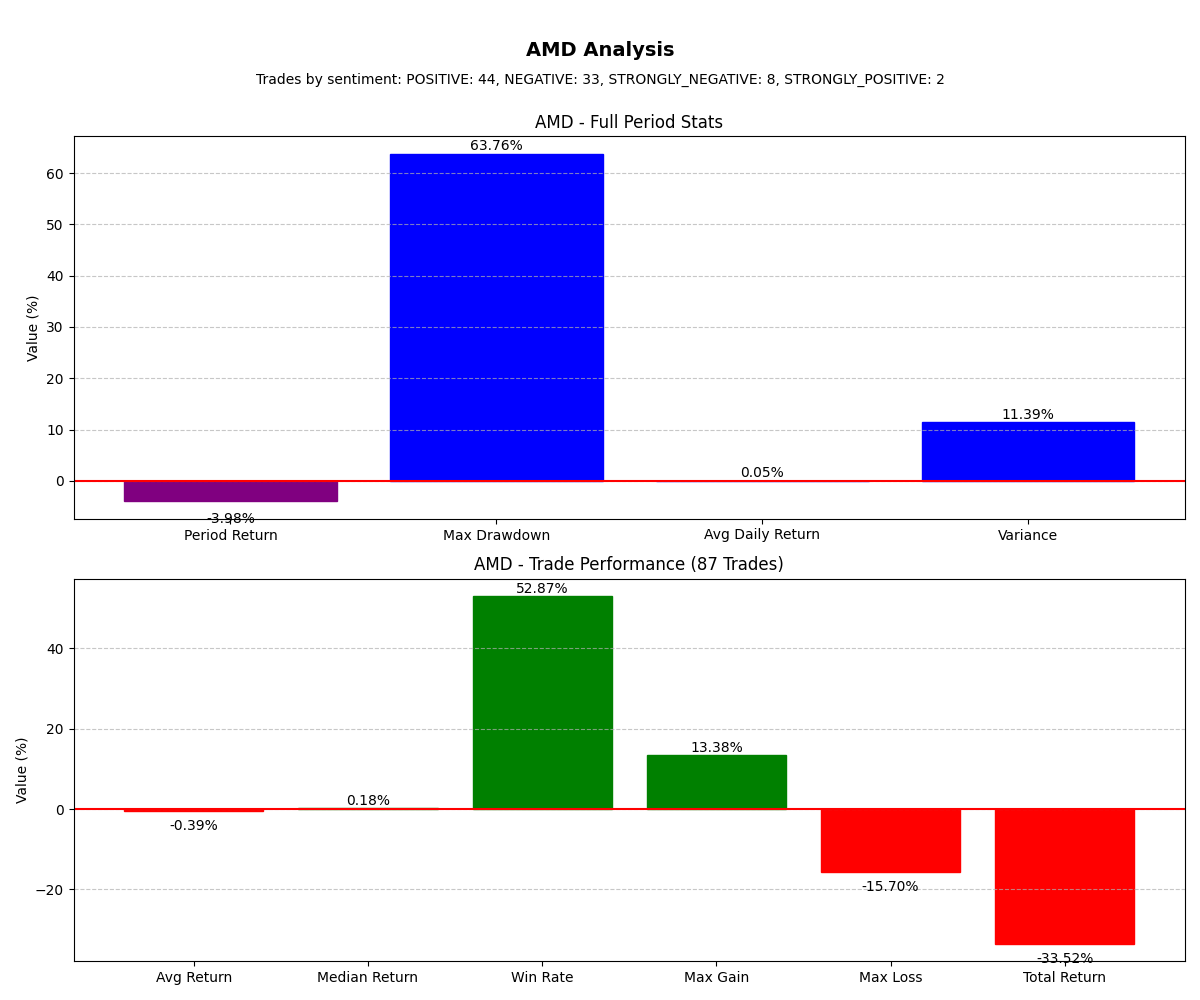 AMD Analysis
Trades by sentiment: POSITIVE: 44, NEGATIVE: 33, STRONGLY_NEGATIVE: 8, STRONGLY_POSITIVE: 2
AMD - Full Period Stats
Value (%)
60
50
40
30
20
10
0
63.76%
11.39%
0.05%
-3.98%
Period Return
Max Drawdown
Avg Daily Return
Variance
AMD - Trade Performance (87 Trades)
Value (%)
40
20
0
−20
52.87%
13.38%
0.18%
-0.39%
-15.70%
-33.52%
Avg Return
Median Return
Win Rate
Max Gain
Max Loss
Total Return